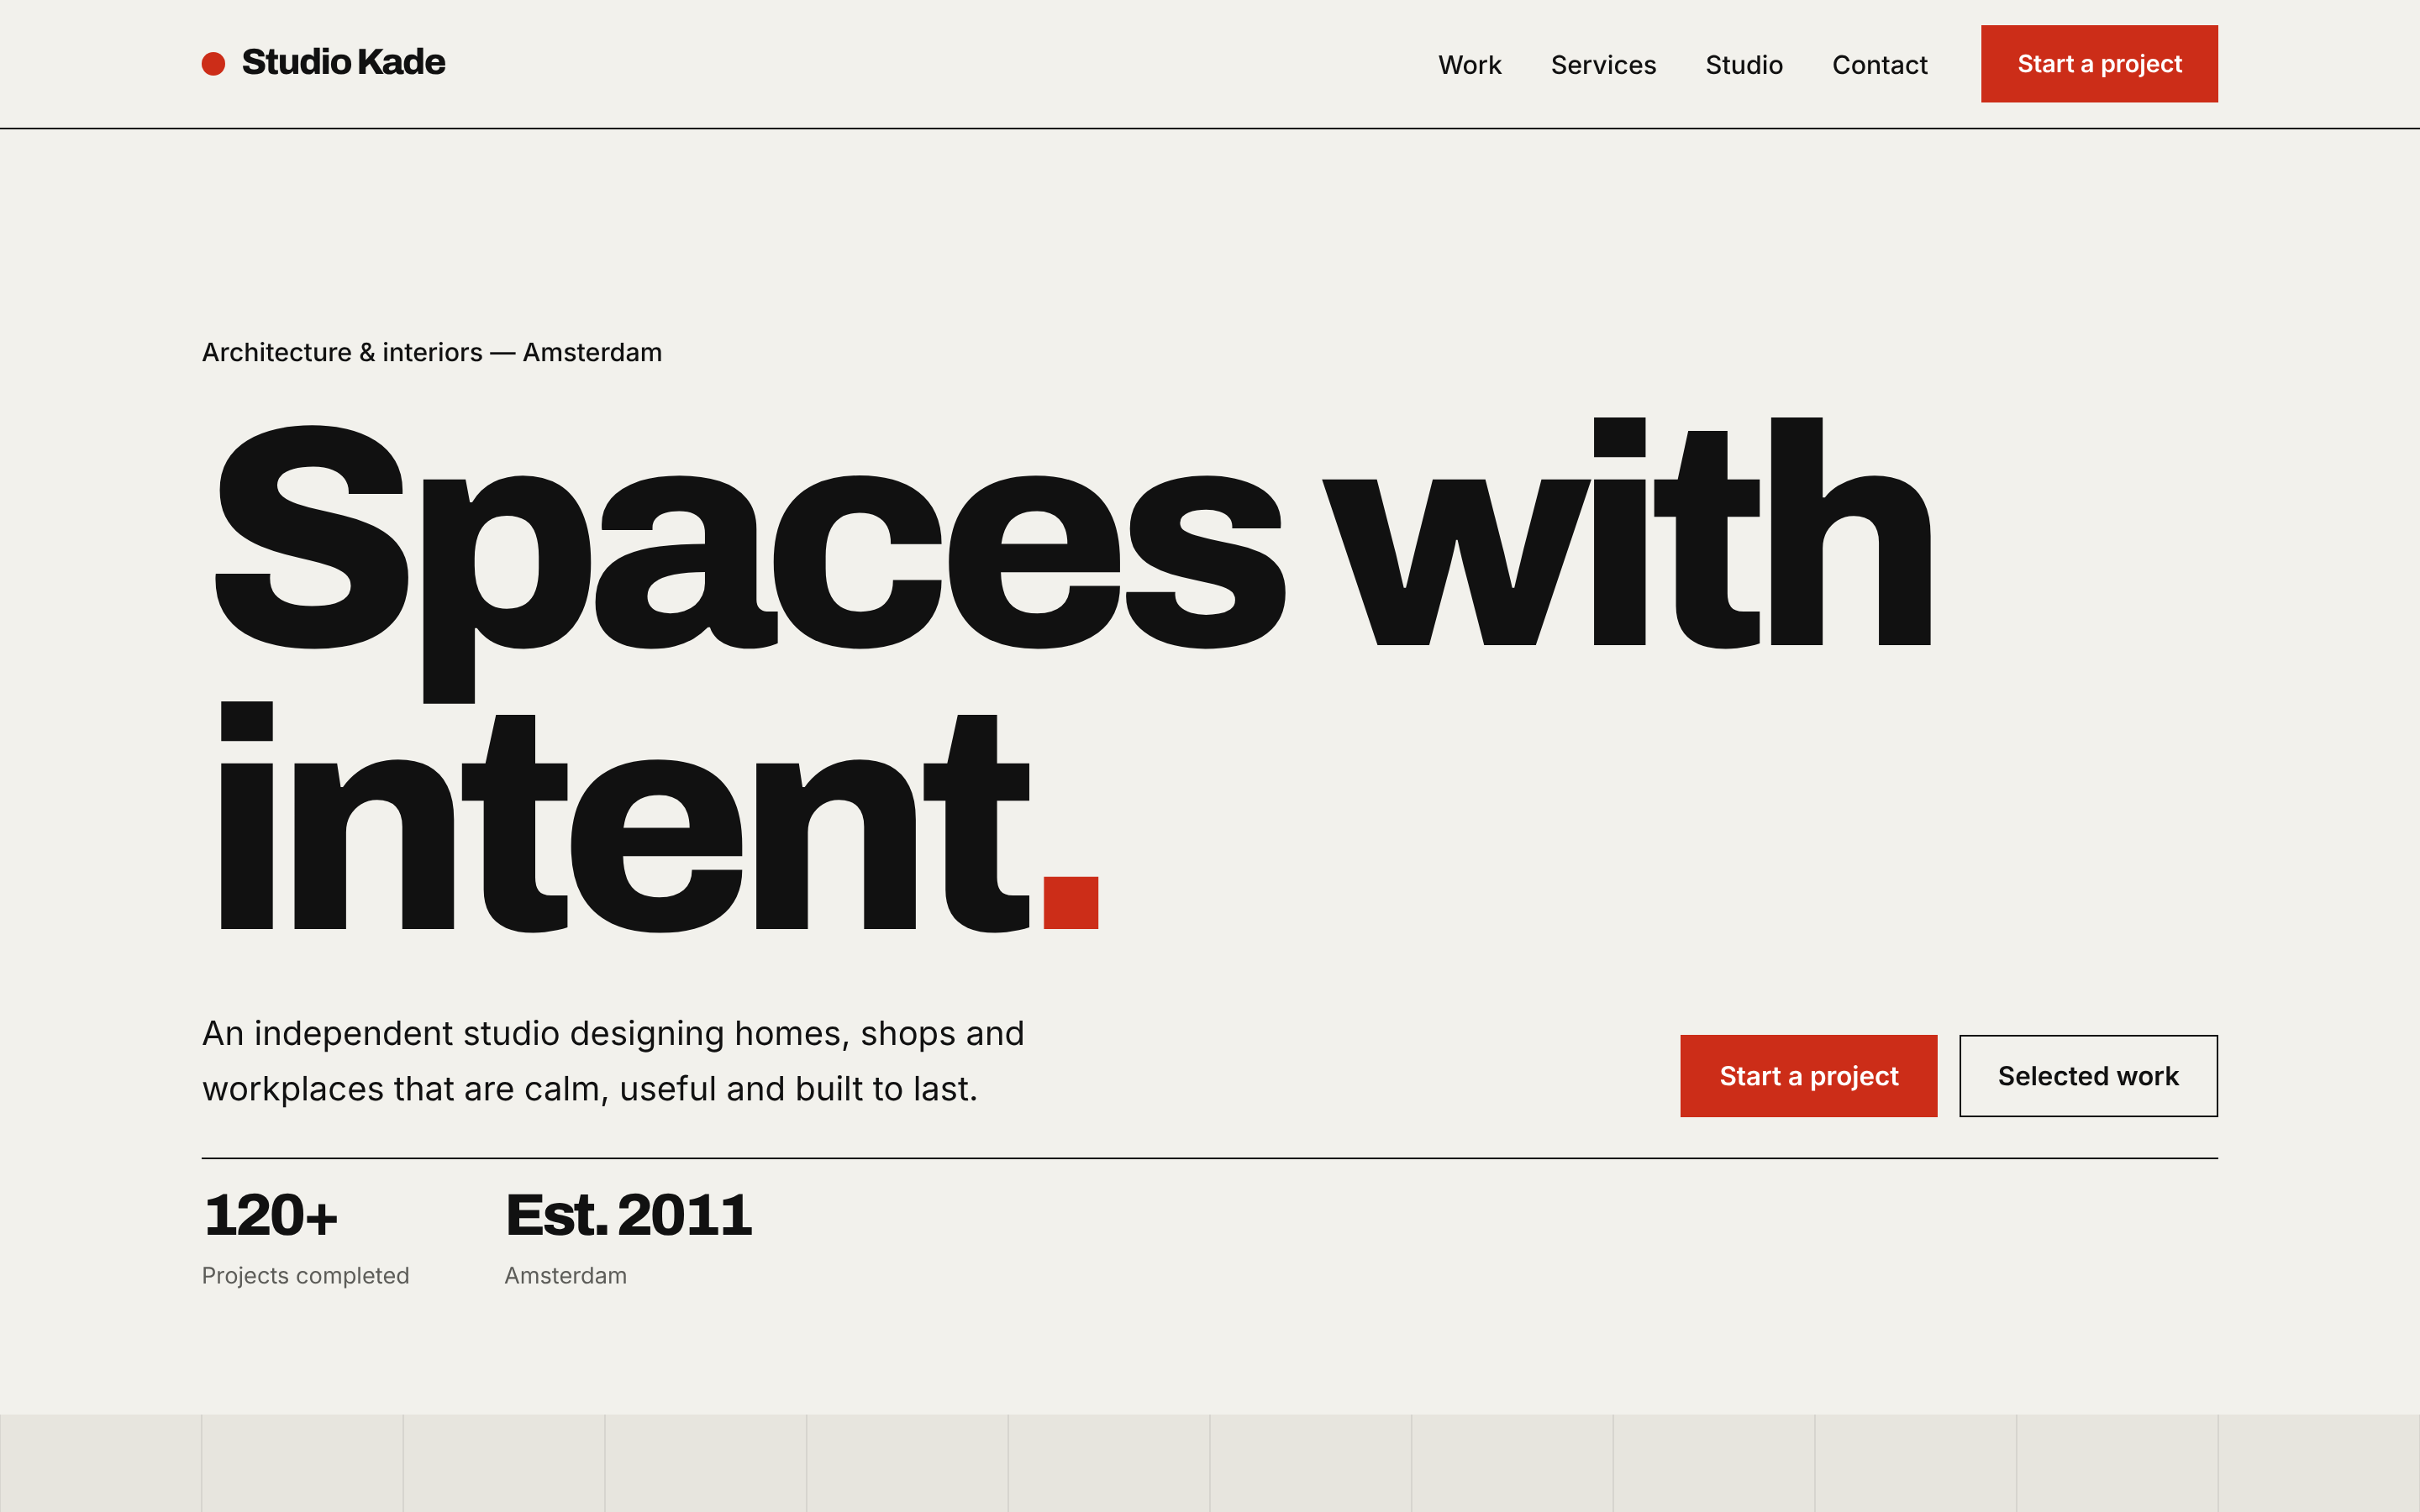 Studio Kade
Work
Services
Studio
Contact
Start a project
Architecture & interiors — Amsterdam
Spaces with
intent.
An independent studio designing homes, shops and
workplaces that are calm, useful and built to last.
Start a project
Selected work
120+
Projects completed
Est. 2011
Amsterdam